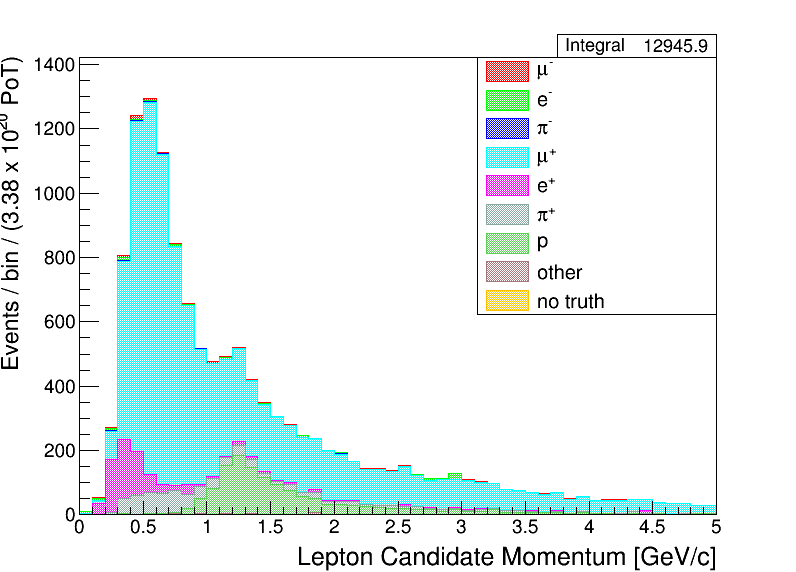 Integral 12945.9
μ-
e-
π-
μ+
e+
π+
p
other
no truth
Events / bin / (3.38 x 10²⁰ PoT)
1400
1200
1000
800
600
400
200
0
0 0.5 1 1.5 2 2.5 3 3.5 4 4.5 5
Lepton Candidate Momentum [GeV/c]